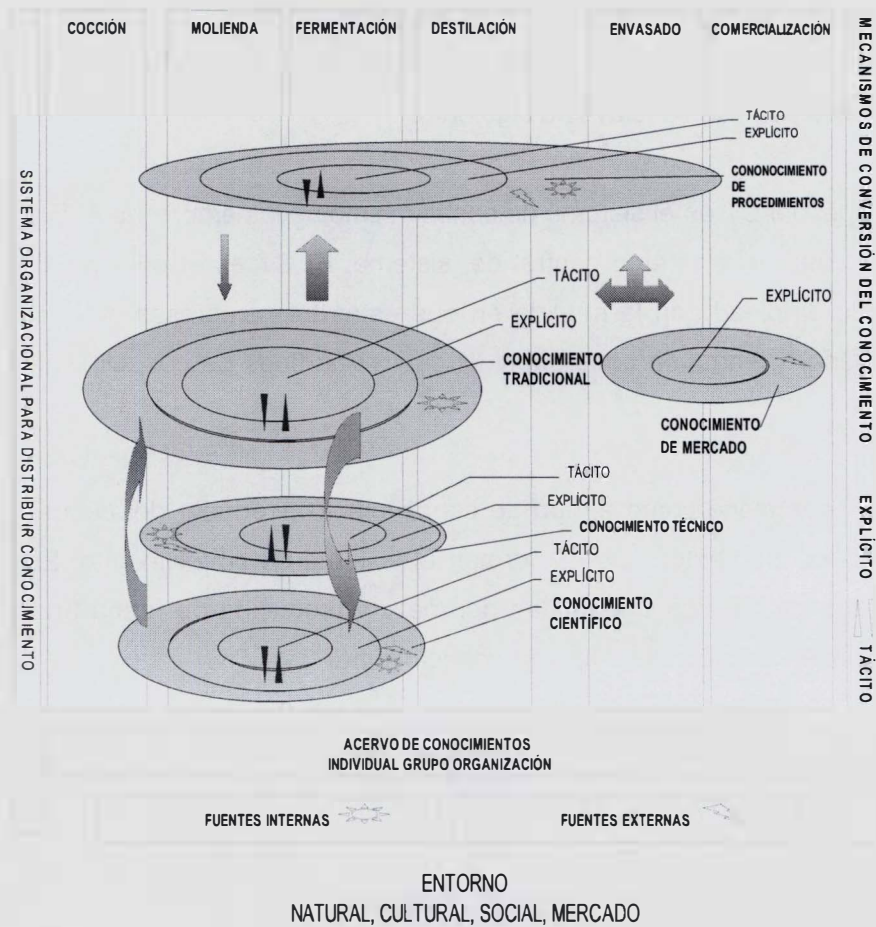 COCCIÓN MOLIENDA FERMENTACIÓN DESTILACIÓN ENVASADO COMERCIALIZACIÓN
TÁCITO
EXPLÍCITO
CONONOCIMIENTO
DE
PROCEDIMIENTOS
TÁCITO
EXPLÍCITO
CONOCIMIENTO
TRADICIONAL
EXPLÍCITO
CONOCIMIENTO
DE MERCADO
TÁCITO
EXPLÍCITO
CONOCIMIENTO TÉCNICO
TÁCITO
EXPLÍCITO
CONOCIMIENTO
CIENTÍFICO
SISTEMA ORGANIZACIONAL PARA DISTRIBUIR CONOCIMIENTO
MECANISMOS DE CONVERSIÓN DEL CONOCIMIENTO EXPLÍCITO TÁCITO
ACERVO DE CONOCIMIENTOS
INDIVIDUAL GRUPO ORGANIZACIÓN
FUENTES INTERNAS FUENTES EXTERNAS
ENTORNO
NATURAL, CULTURAL, SOCIAL, MERCADO